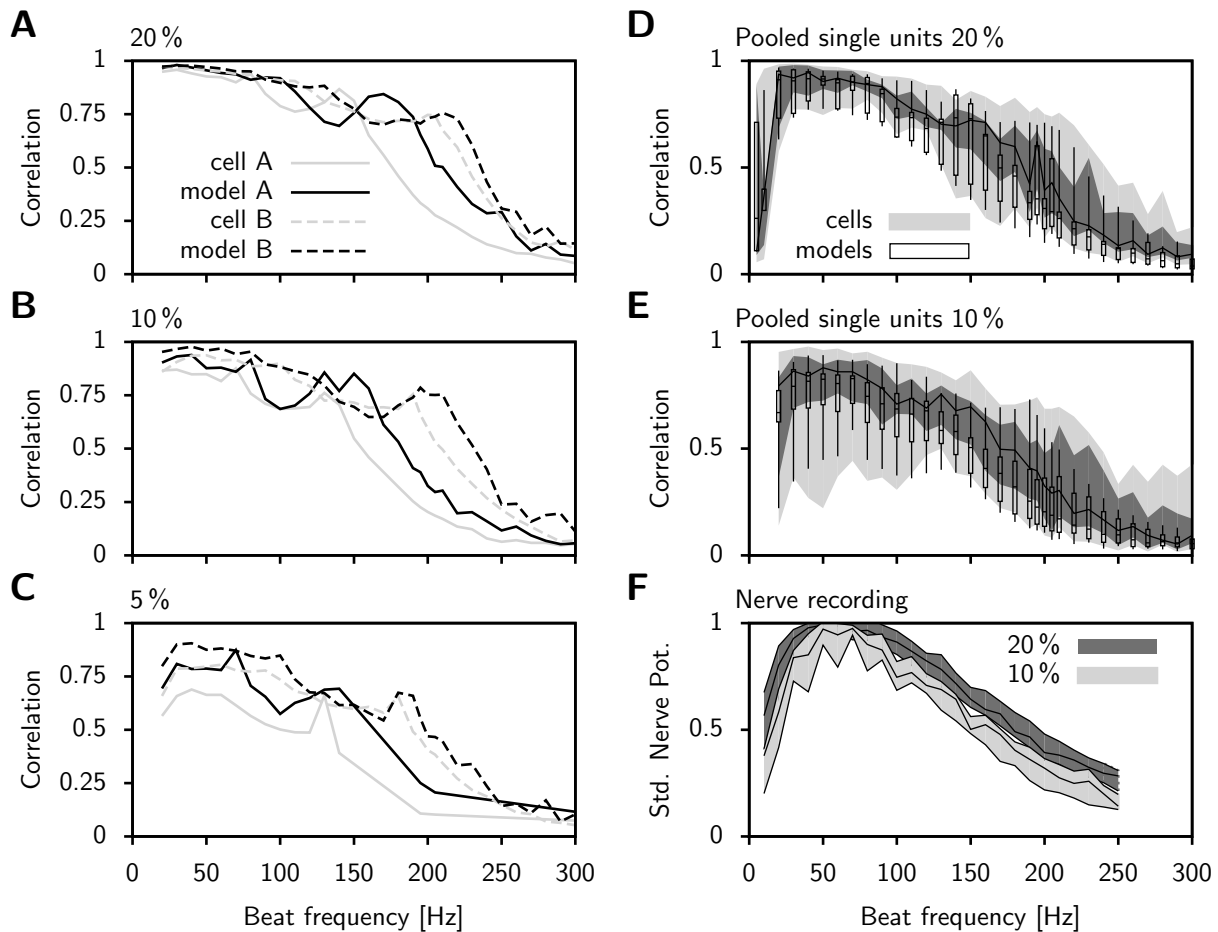 A
20 %
1
0.75
0.5
0.25
0
Correlation
cell A
model A
cell B
model B
B
10 %
1
0.75
0.5
0.25
0
Correlation
C
5 %
1
0.75
0.5
0.25
0
Correlation
0 50 100 150 200 250 300
Beat frequency [Hz]
D
Pooled single units 20 %
1
0.5
0
Correlation
cells
models
E
Pooled single units 10 %
1
0.5
0
Correlation
F
Nerve recording
1
0.5
0
Std. Nerve Pot.
20 %
10 %
0 50 100 150 200 250 300
Beat frequency [Hz]